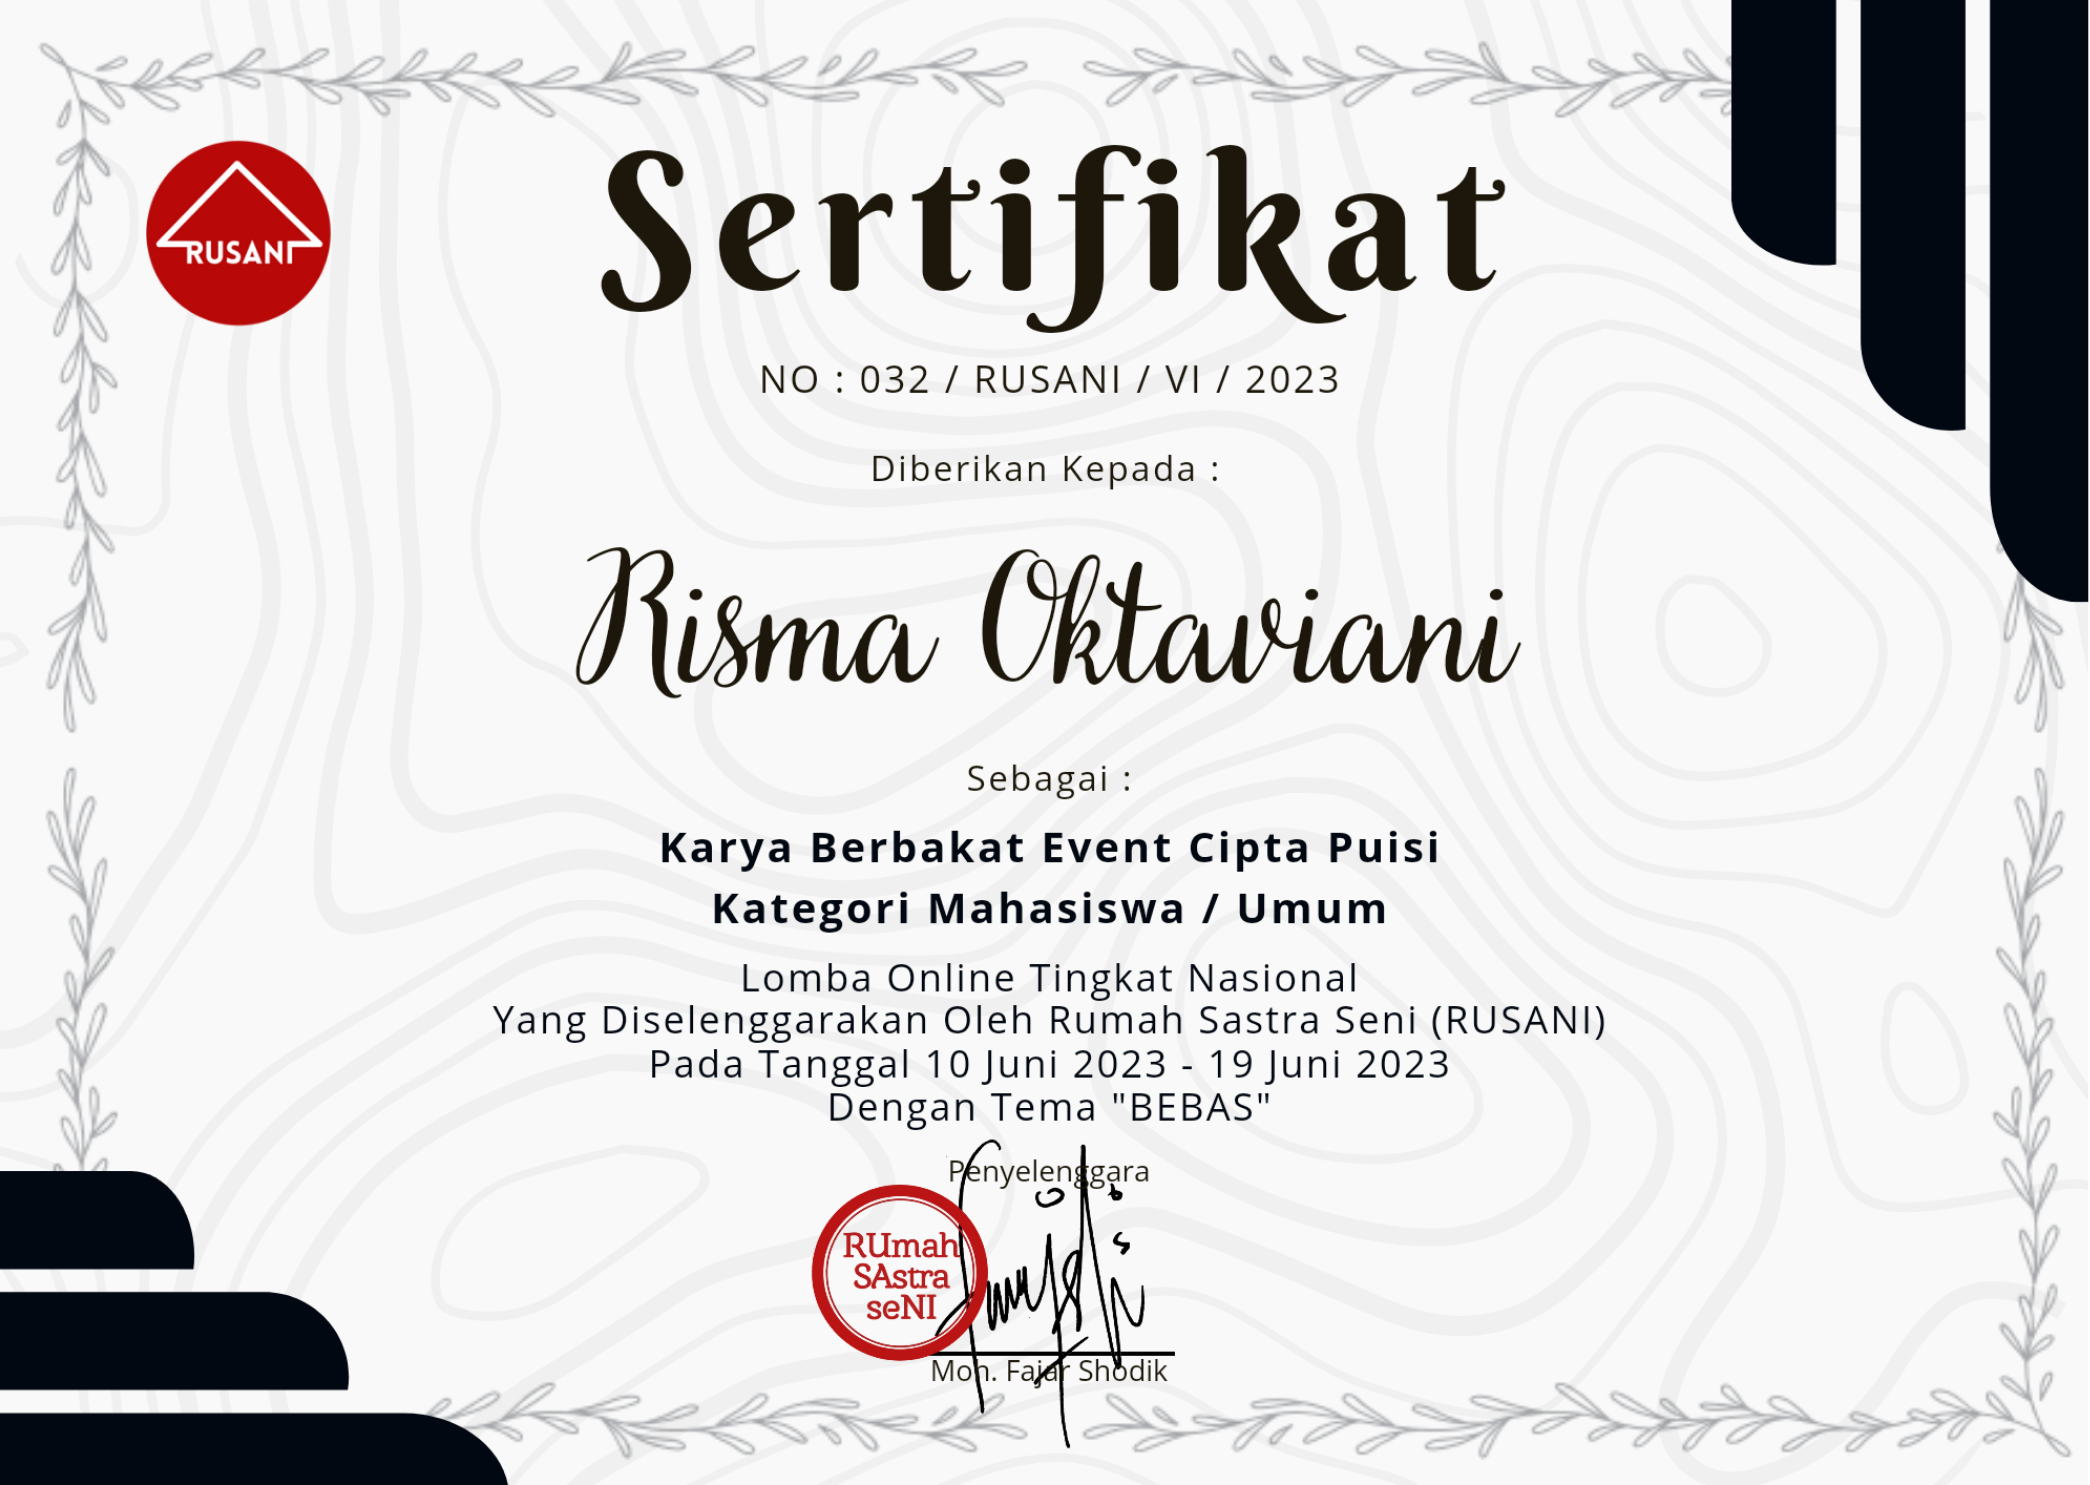 RUSANI
Sertifikat
NO : 032 / RUSANI / VI / 2023
Diberikan Kepada :
Risma Oktaviani
Sebagai :
Karya Berbakat Event Cipta Puisi
Kategori Mahasiswa / Umum
Lomba Online Tingkat Nasional
Yang Diselenggarakan Oleh Rumah Sastra Seni (RUSANI)
Pada Tanggal 10 Juni 2023 - 19 Juni 2023
Dengan Tema "BEBAS"
Penyelenggara
RUmah
SAstra
seNI
Moh. Fajar Shodik